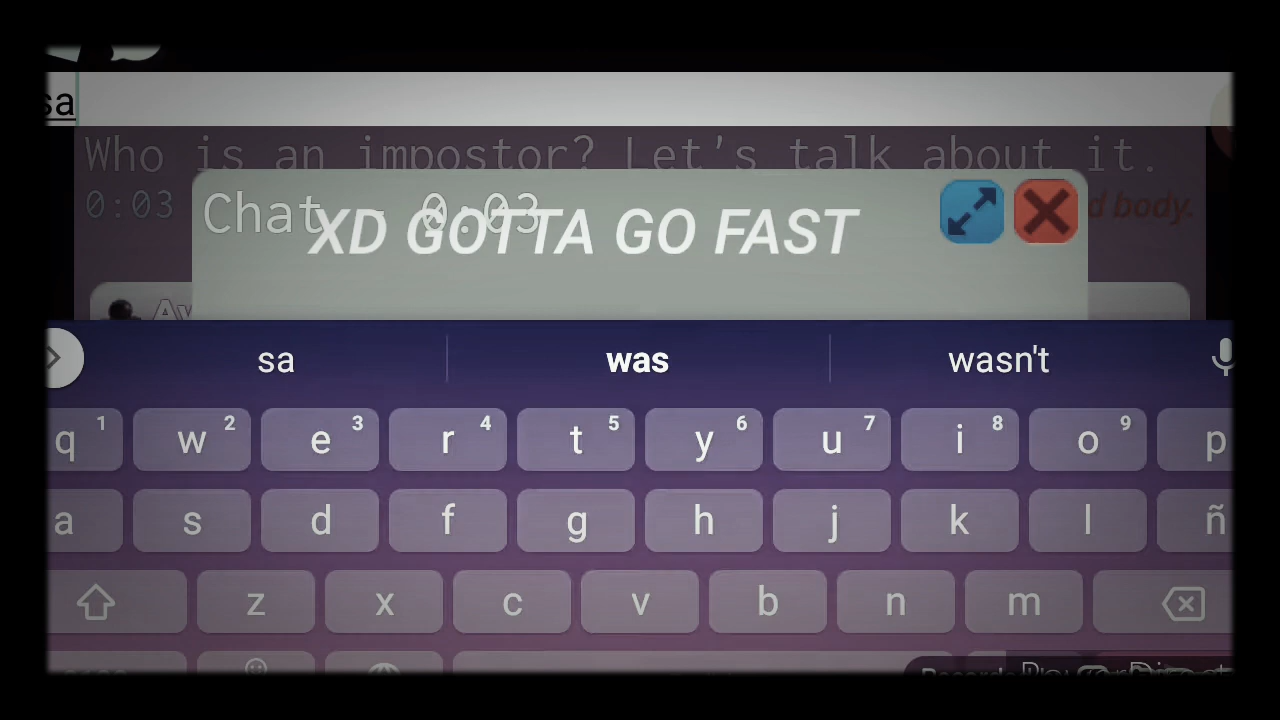 sa
Who is an impostor? Let's talk about it.
0:03
d body.
Chat - 0:03
XD GOTTA GO FAST
sa was wasn't
q 1 w 2 e 3 r 4 t 5 y 6 u 7 i 8 o 9 p
a s d f g h j k l ñ
z x c v b n m